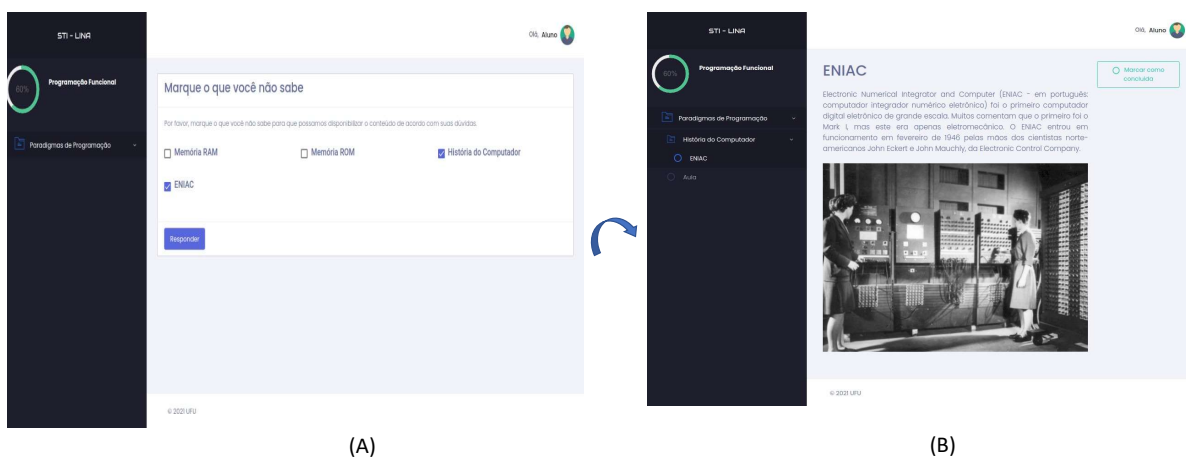 STI - LINA
Olá, Aluno
60%
Programação Funcional
Paradigmas de Programação
Marque o que você não sabe
Por favor, marque o que você não sabe para que possamos disponibilizar o conteúdo de acordo com suas dúvidas.
Memória RAM
Memória ROM
História do Computador
ENIAC
Responder
© 2021 UFU
(A)
STI - LINA
Olá, Aluno
60%
Programação Funcional
Paradigmas de Programação
História do Computador
ENIAC
Aula
ENIAC
Marcar como
concluída
Electronic Numerical Integrator and Computer (ENIAC - em português:
computador integrador numérico eletrônico) foi o primeiro computador
digital eletrônico de grande escala. Muitos comentam que o primeiro foi o
Mark I, mas este era apenas eletromecânico. O ENIAC entrou em
funcionamento em fevereiro de 1946 pelas mãos dos cientistas norte-
americanos John Eckert e John Mauchly, da Electronic Control Company.
© 2021 UFU
(B)